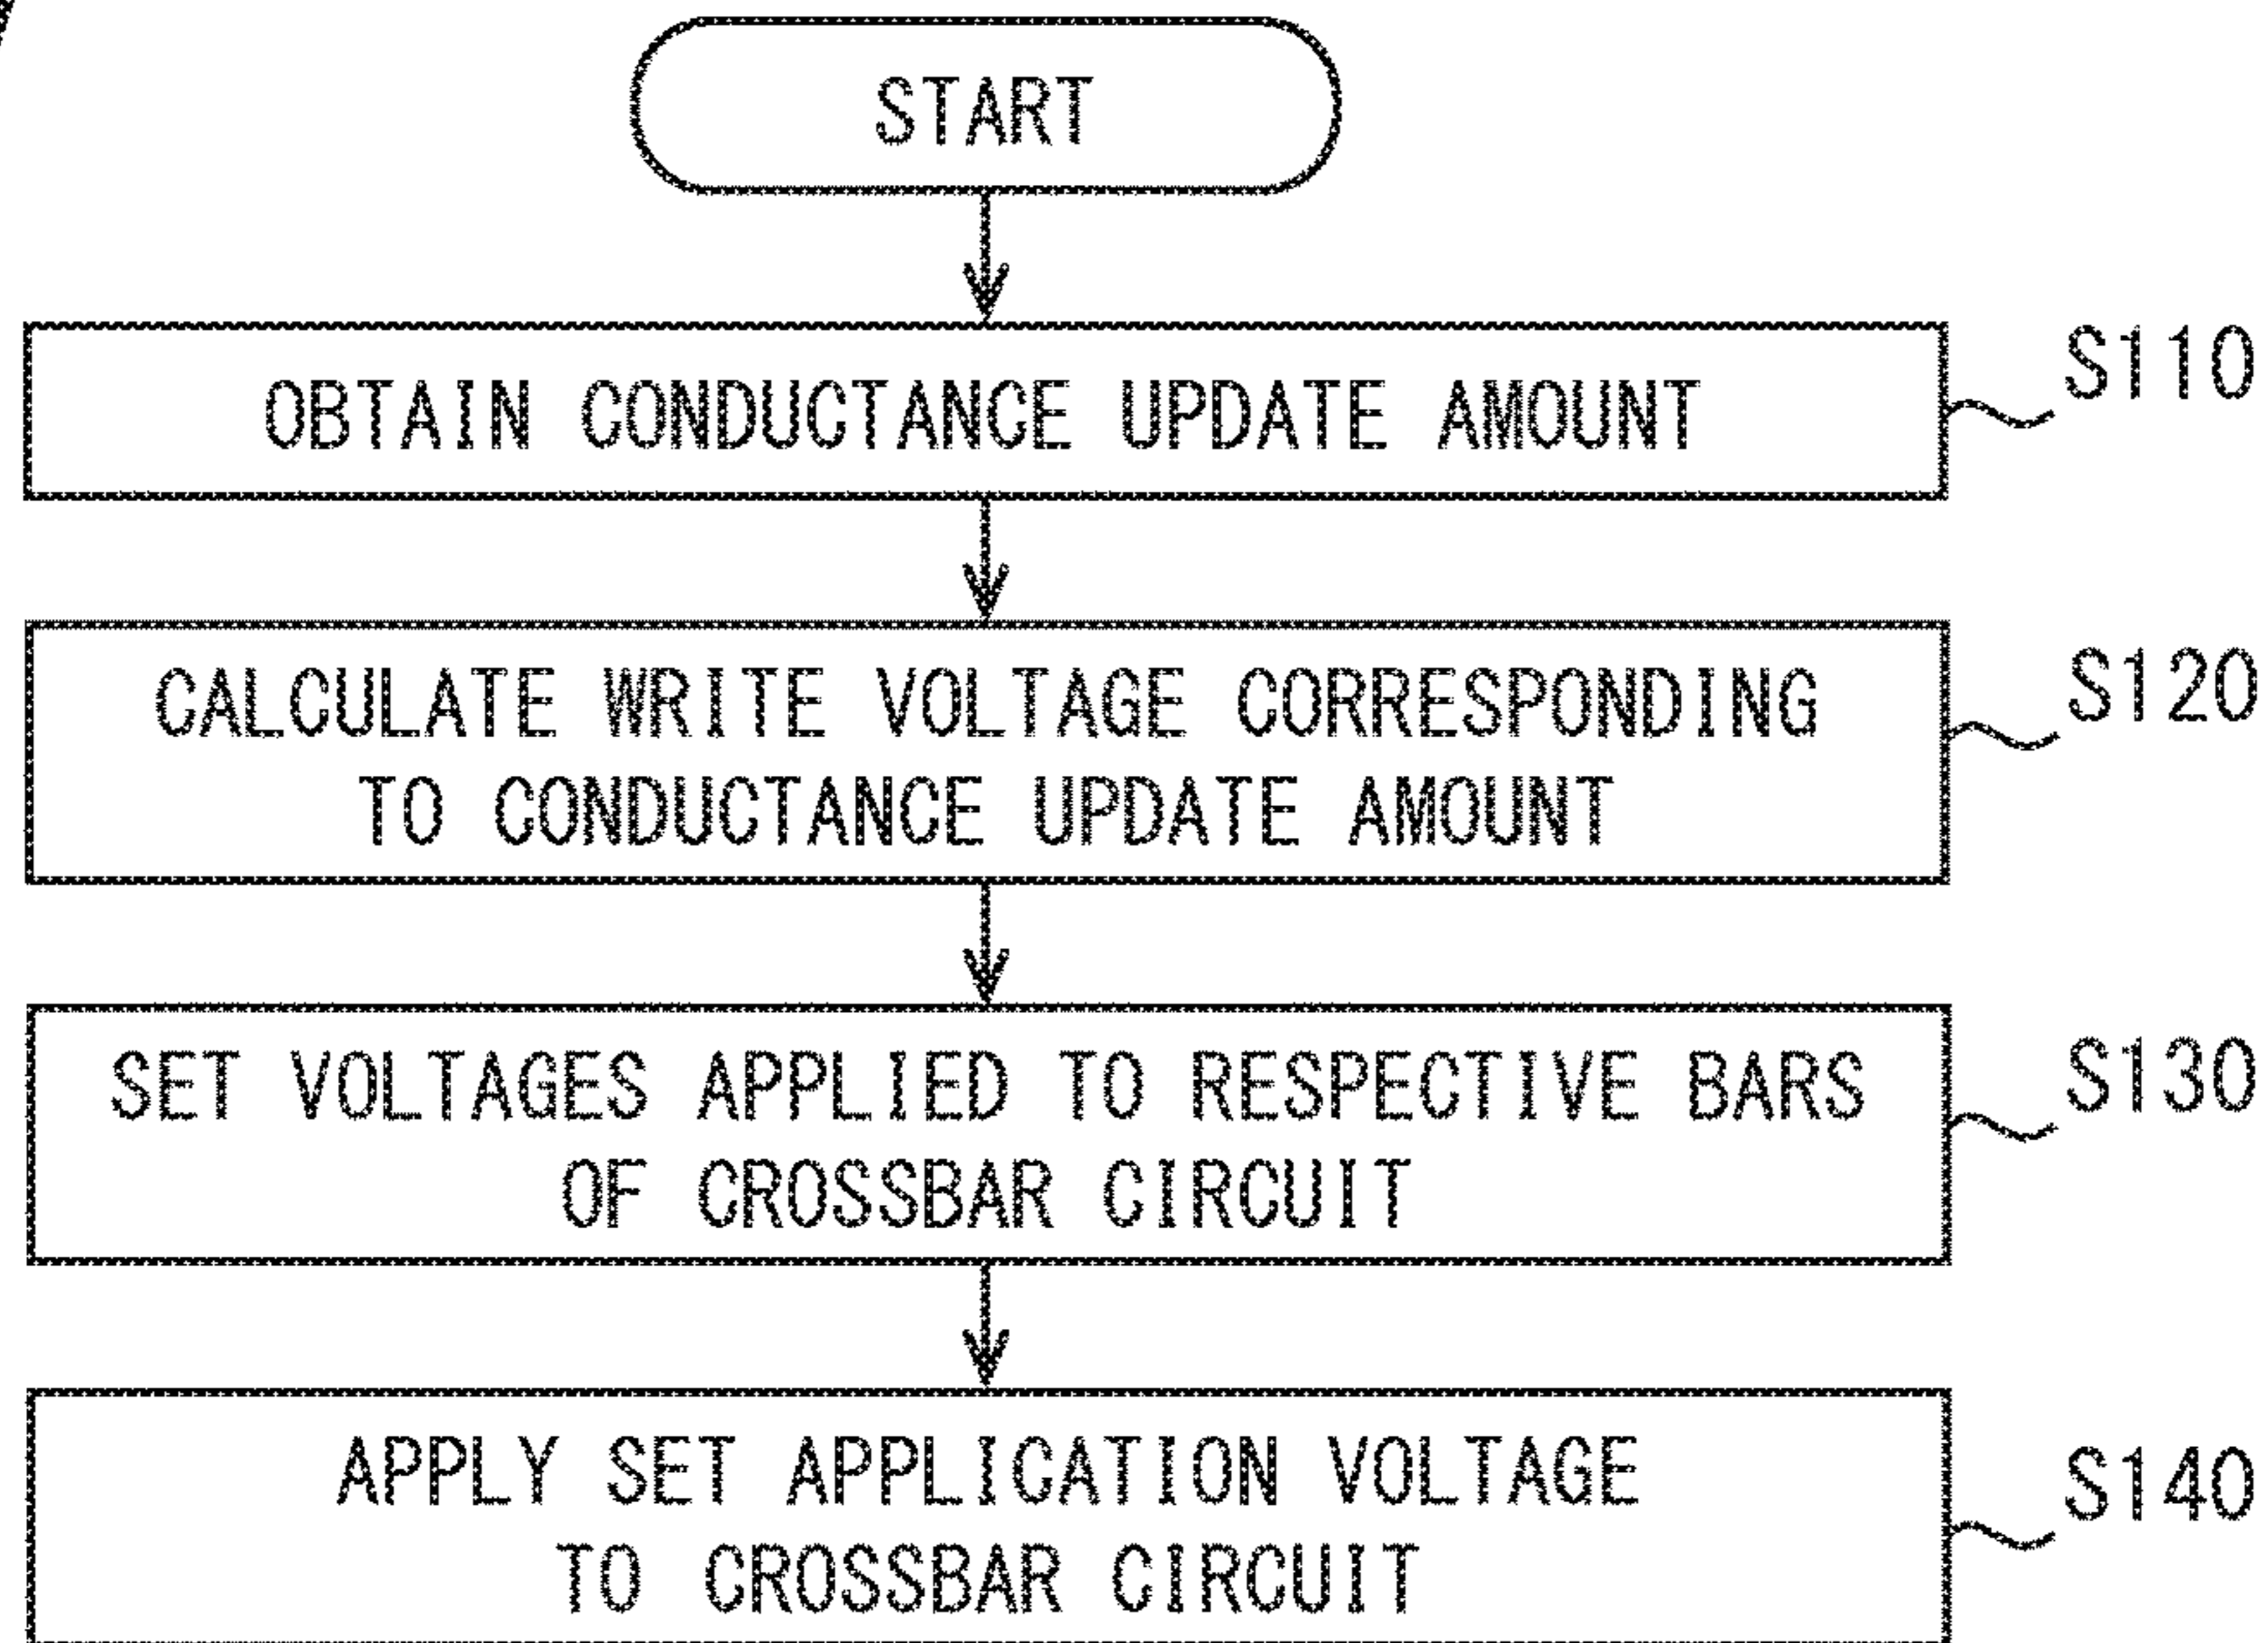 START
OBTAIN CONDUCTANCE UPDATE AMOUNT
S110
CALCULATE WRITE VOLTAGE CORRESPONDING
TO CONDUCTANCE UPDATE AMOUNT
S120
SET VOLTAGES APPLIED TO RESPECTIVE BARS
OF CROSSBAR CIRCUIT
S130
APPLY SET APPLICATION VOLTAGE
TO CROSSBAR CIRCUIT
S140